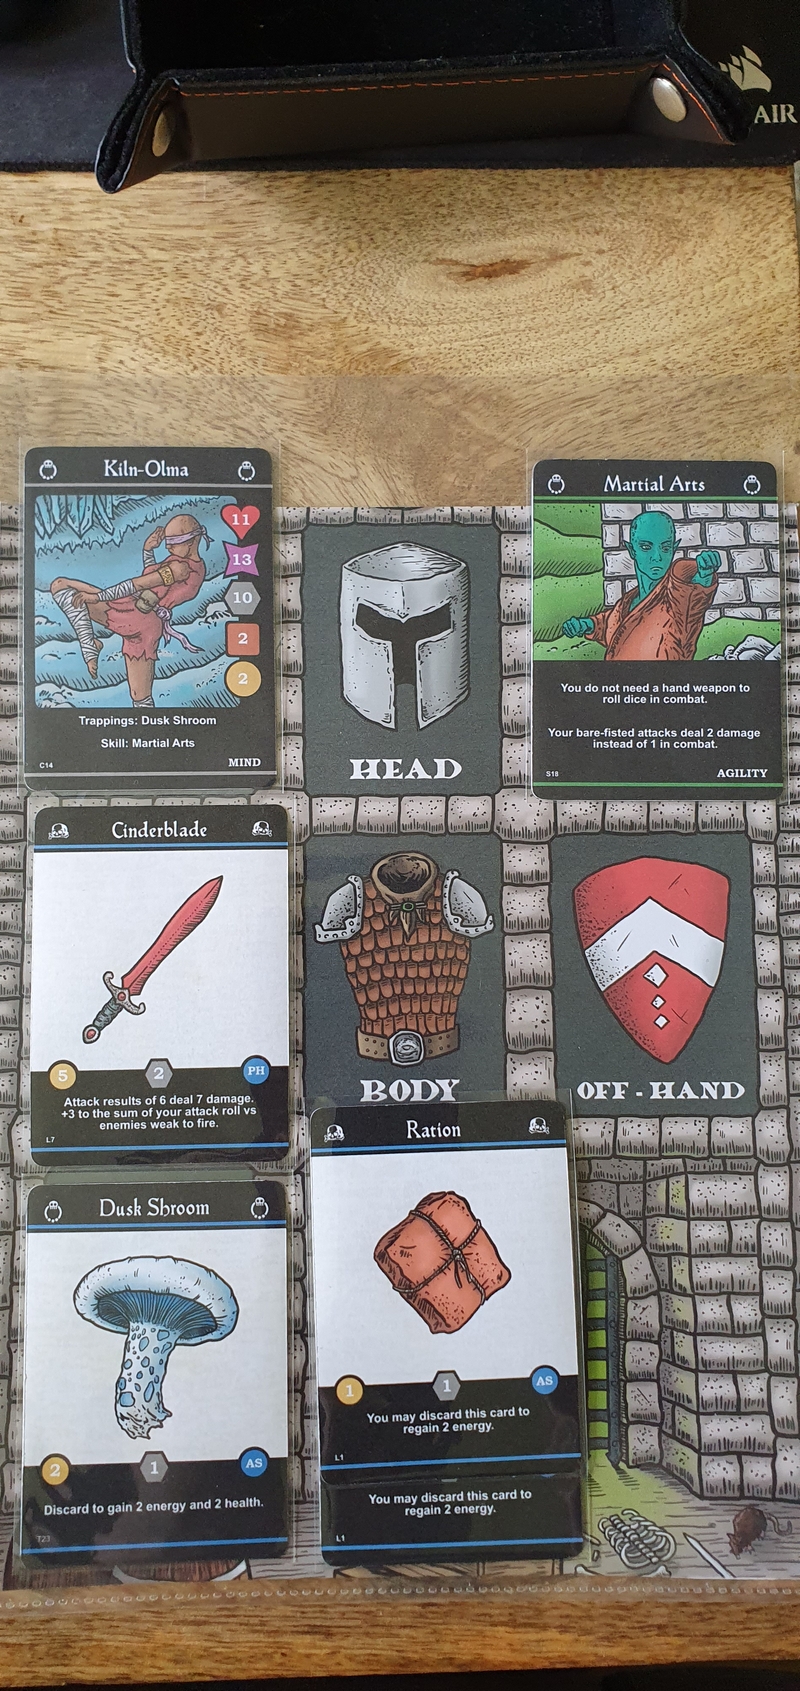 AIR
Kiln-Olma
11
13
10
2
2
Trappings: Dusk Shroom
Skill: Martial Arts
C14
MIND
HEAD
Martial Arts
You do not need a hand weapon to
roll dice in combat.
Your bare-fisted attacks deal 2 damage
instead of 1 in combat.
S18
AGILITY
Cinderblade
5
2
PH
Attack results of 6 deal 7 damage.
+3 to the sum of your attack roll vs
enemies weak to fire.
L7
BODY
OFF-HAND
Dusk Shroom
2
1
AS
Discard to gain 2 energy and 2 health.
T23
Ration
1
1
AS
You may discard this card to
regain 2 energy.
L1
You may discard this card to
regain 2 energy.
L1